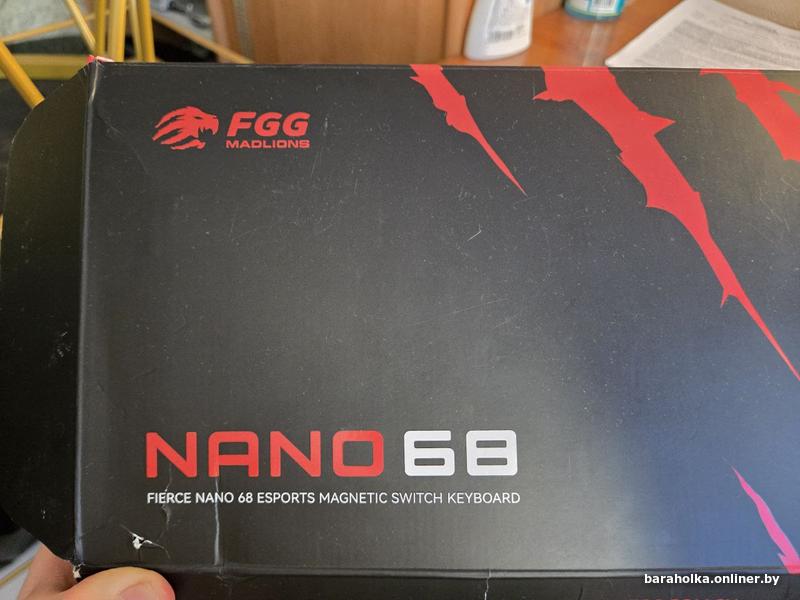 FGG
MADLIONS
NANO 68
FIERCE NANO 68 ESPORTS MAGNETIC SWITCH KEYBOARD
baraholka.onliner.by